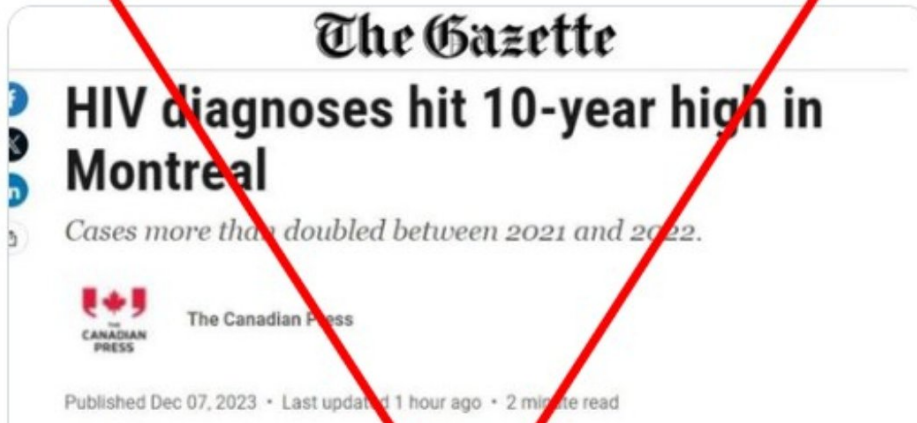 The Gazette
HIV diagnoses hit 10-year high in
Montreal
Cases more than doubled between 2021 and 2022.
THE
CANADIAN
PRESS
The Canadian Press
Published Dec 07, 2023 • Last updated 1 hour ago • 2 minute read